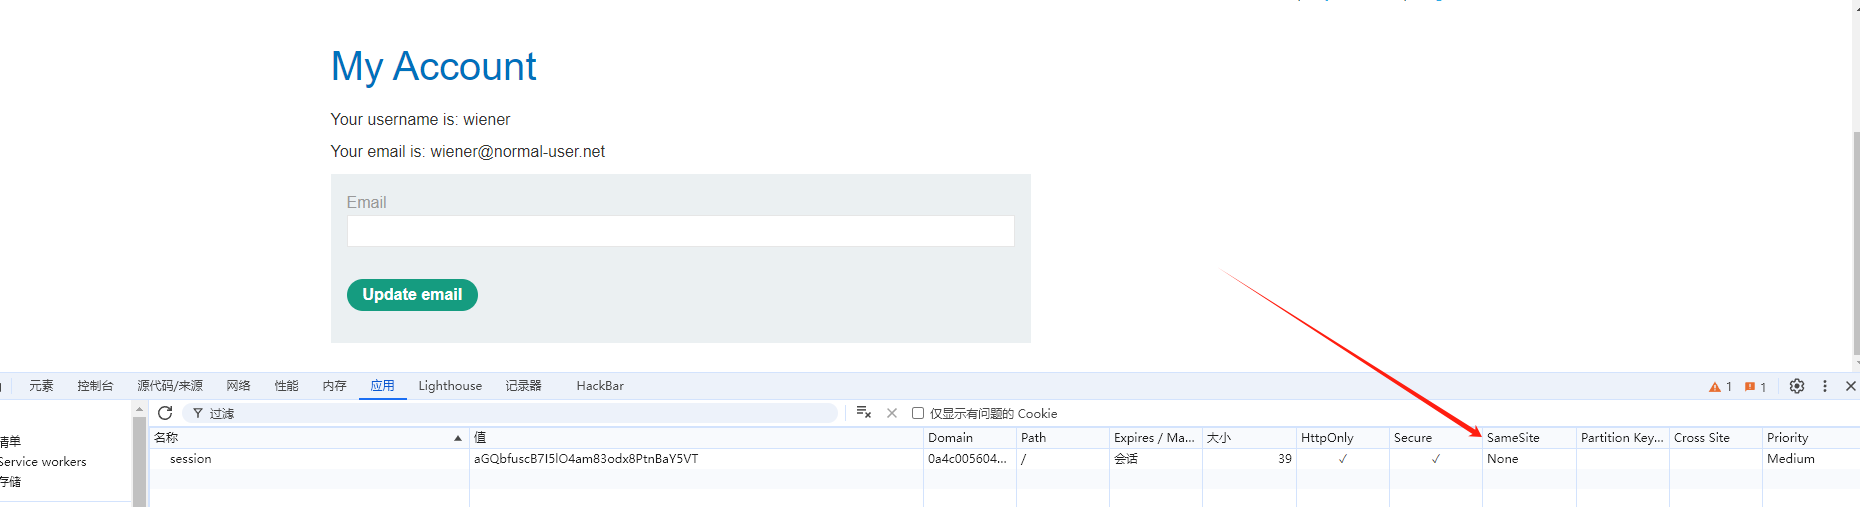 My Account
Your username is: wiener
Your email is: wiener@normal-user.net
Email
Update email
元素 控制台 源代码/来源 网络 性能 内存 应用 Lighthouse 记录器 HackBar 1 1
过滤 仅显示有问题的 Cookie
清单
Service workers
存储
名称 值 Domain Path Expires / Ma... 大小 HttpOnly Secure SameSite Partition Key... Cross Site Priority
session aGQbfuscB7I5lO4am83odx8PtnBaY5VT 0a4c005604... / 会话 39 ✓ ✓ None Medium